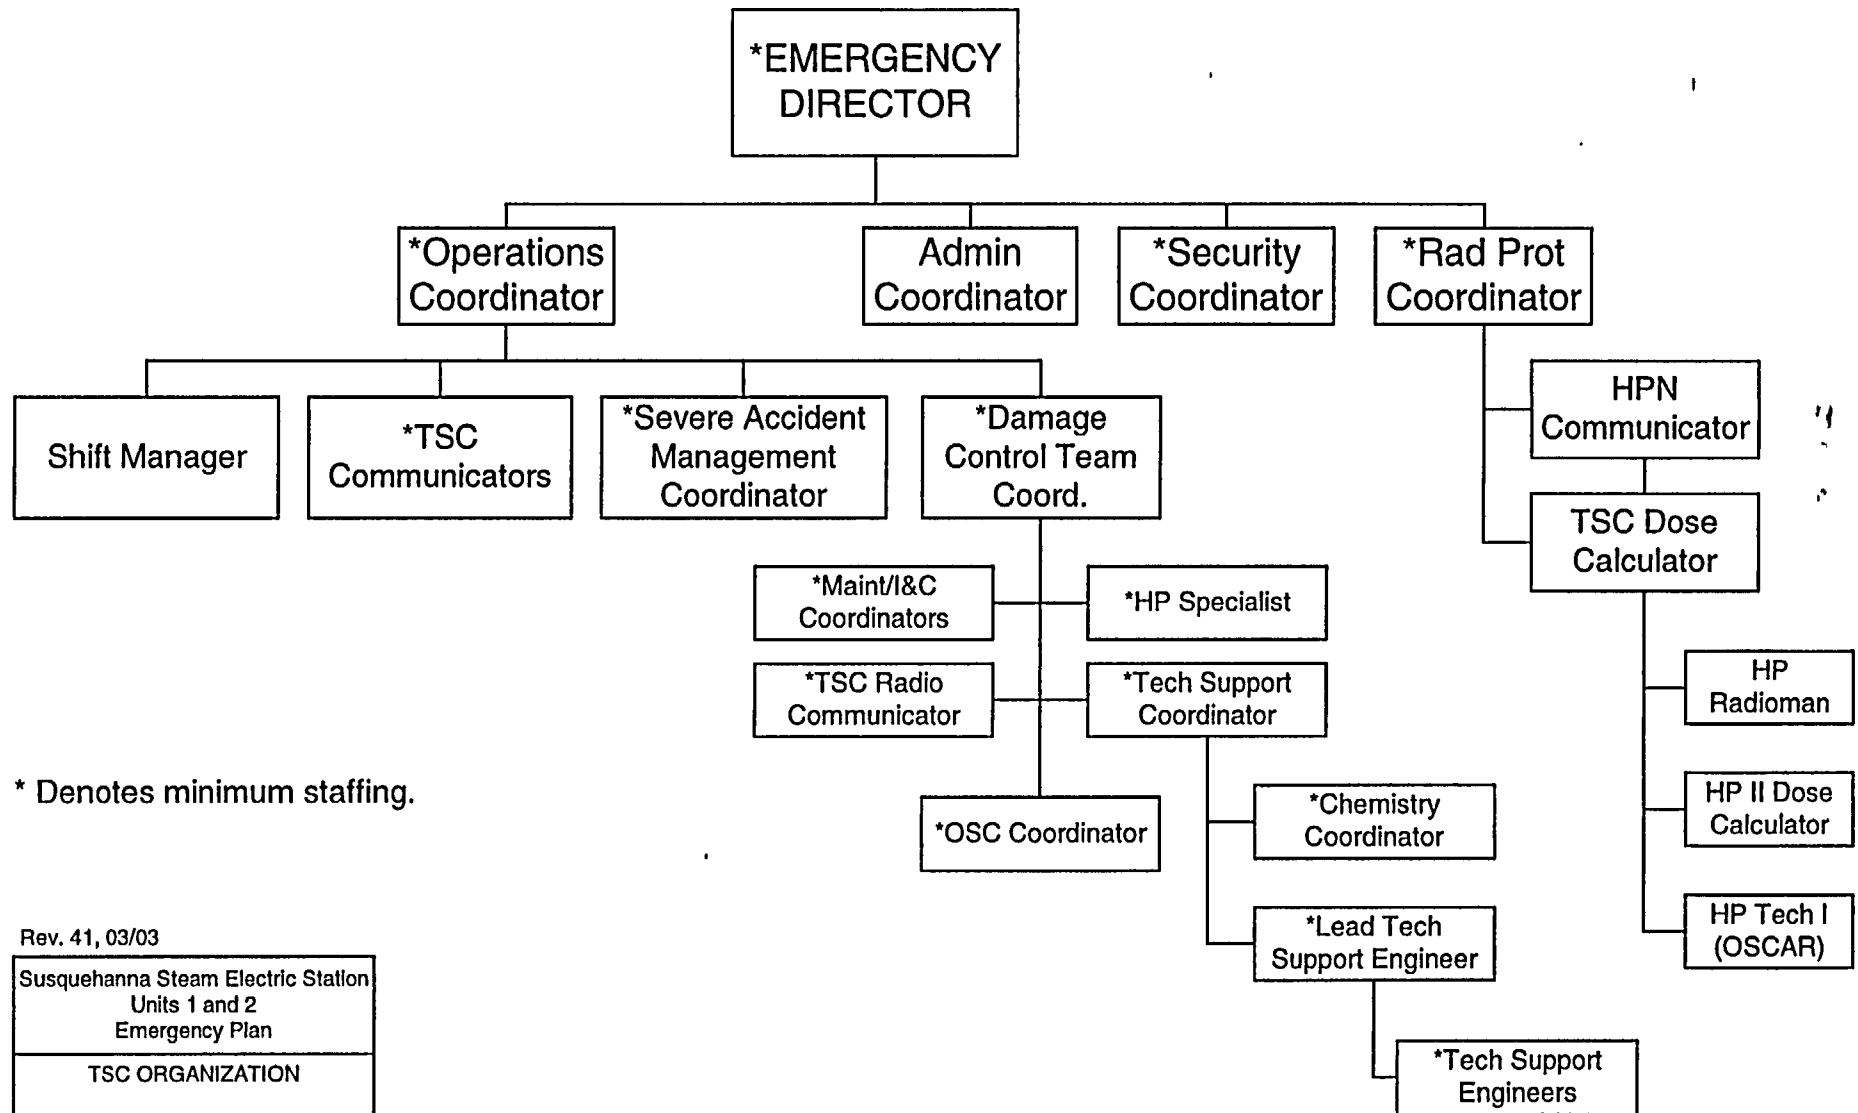 *EMERGENCY
DIRECTOR
*Operations
Coordinator
Admin
Coordinator
*Security
Coordinator
*Rad Prot
Coordinator
Shift Manager
*TSC
Communicators
*Severe Accident
Management
Coordinator
*Damage
Control Team
Coord.
HPN
Communicator
TSC Dose
Calculator
*Maint/I&C
Coordinators
*HP Specialist
*TSC Radio
Communicator
*Tech Support
Coordinator
HP
Radioman
* Denotes minimum staffing.
*OSC Coordinator
*Chemistry
Coordinator
HP II Dose
Calculator
*Lead Tech
Support Engineer
HP Tech I
(OSCAR)
Rev. 41, 03/03
Susquehanna Steam Electric Station
Units 1 and 2
Emergency Plan
TSC ORGANIZATION
*Tech Support
Engineers